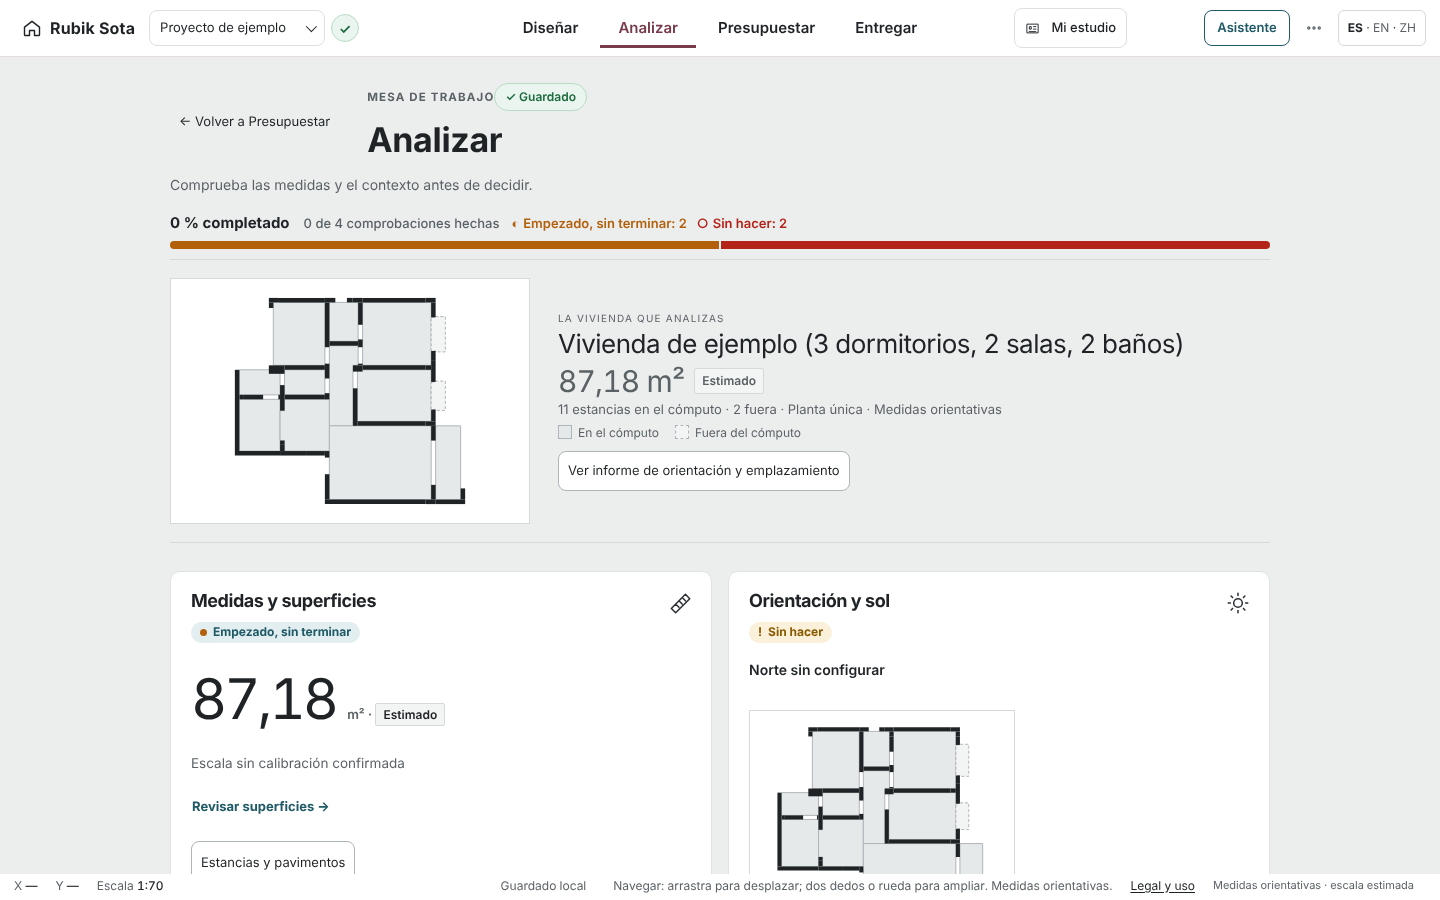 Rubik Sota
Proyecto de ejemplo
Diseñar
Analizar
Presupuestar
Entregar
Mi estudio
Asistente
ES · EN · ZH
← Volver a Presupuestar
MESA DE TRABAJO
✓ Guardado
Analizar
Comprueba las medidas y el contexto antes de decidir.
0 % completado
0 de 4 comprobaciones hechas
Empezado, sin terminar: 2
Sin hacer: 2
LA VIVIENDA QUE ANALIZAS
Vivienda de ejemplo (3 dormitorios, 2 salas, 2 baños)
87,18 m² Estimado
11 estancias en el cómputo · 2 fuera · Planta única · Medidas orientativas
En el cómputo
Fuera del cómputo
Ver informe de orientación y emplazamiento
Medidas y superficies
Empezado, sin terminar
87,18 m² · Estimado
Escala sin calibración confirmada
Revisar superficies →
Estancias y pavimentos
Orientación y sol
! Sin hacer
Norte sin configurar
X —
Y —
Escala 1:70
Guardado local
Navegar: arrastra para desplazar; dos dedos o rueda para ampliar. Medidas orientativas.
Legal y uso
Medidas orientativas · escala estimada